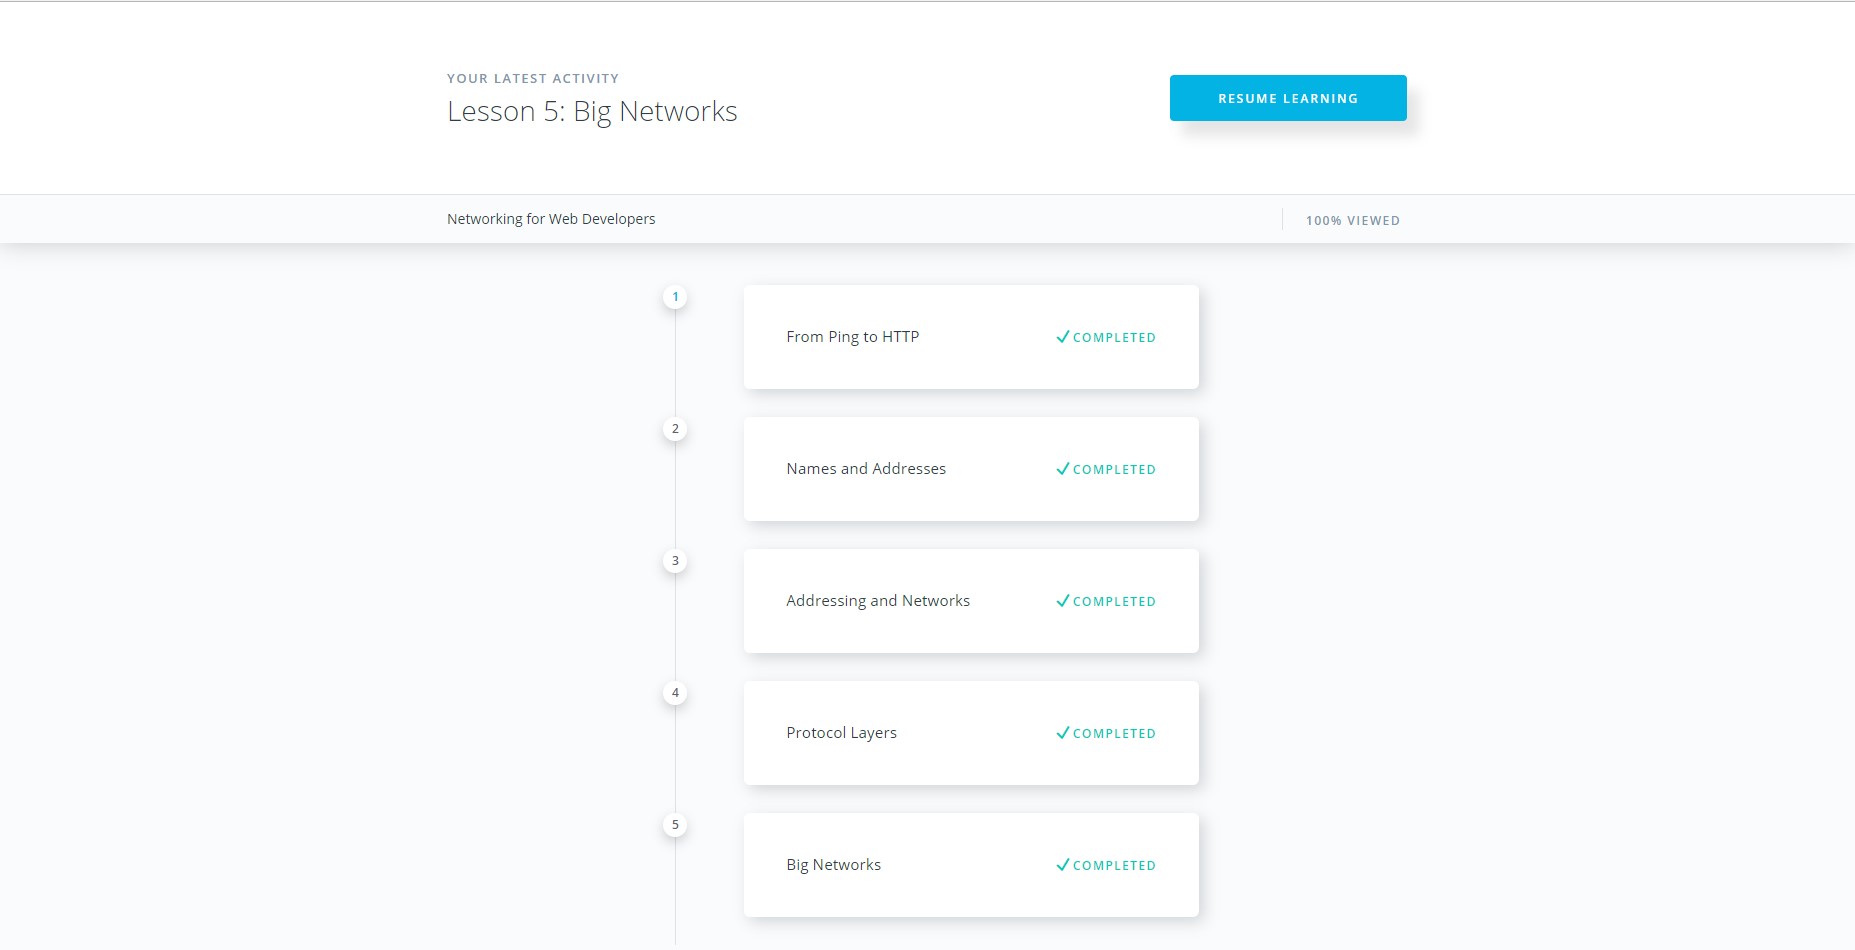 YOUR LATEST ACTIVITY
Lesson 5: Big Networks
RESUME LEARNING
Networking for Web Developers
100% VIEWED
1
From Ping to HTTP
COMPLETED
2
Names and Addresses
COMPLETED
3
Addressing and Networks
COMPLETED
4
Protocol Layers
COMPLETED
5
Big Networks
COMPLETED